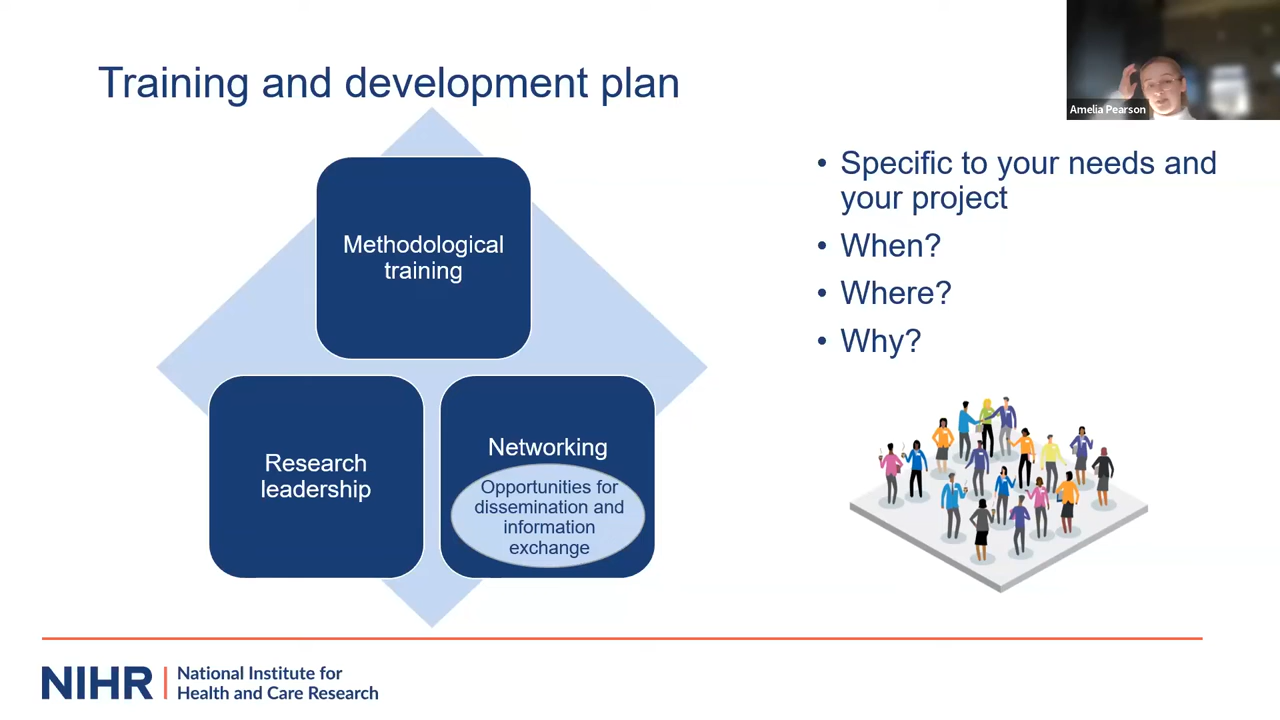 Training and development plan
Amelia Pearson
Methodological
training
Research
leadership
Networking
Opportunities for
dissemination and
information
exchange
• Specific to your needs and
your project
• When?
• Where?
• Why?
NIHR | National Institute for
Health and Care Research